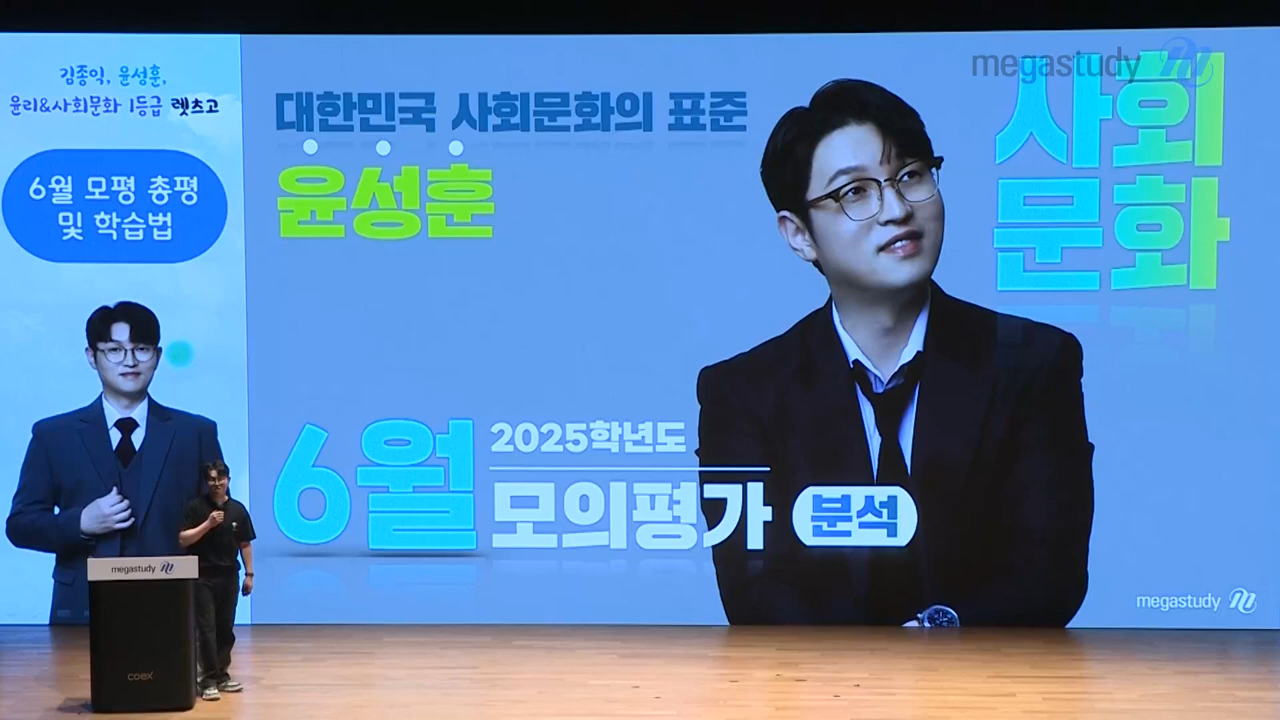 김종익, 윤성훈,
윤리&사회문화 1등급 렛츠고
6월 모평 총평
및 학습법
대한민국 사회문화의 표준
윤성훈
megastudy
사회
문화
6월
2025학년도
모의평가 분석
megastudy
megastudy
coex